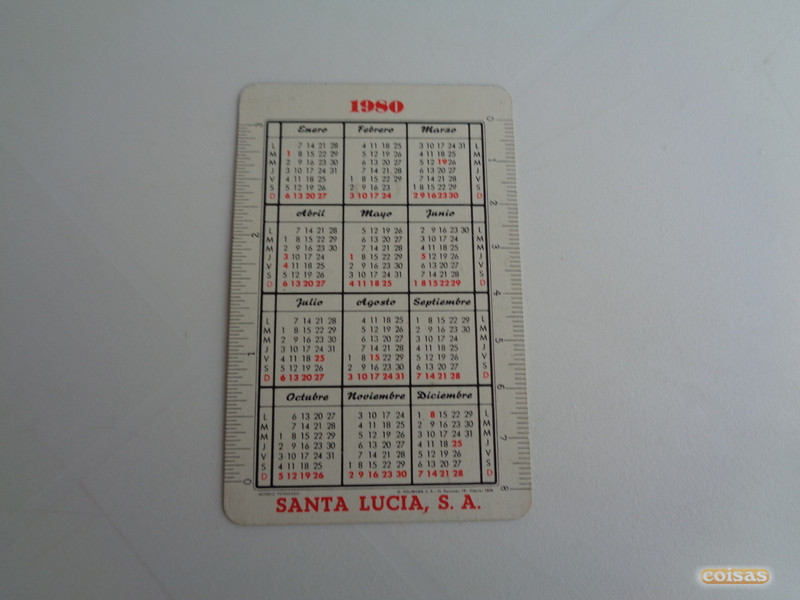 1980
Enero Febrero Marzo
L 7 14 21 28 4 11 18 25 3 10 17 24 31 L
M 1 8 15 22 29 5 12 19 26 4 11 18 25 M
M 2 9 16 23 30 6 13 20 27 5 12 19 26 M
J 3 10 17 24 31 7 14 21 28 6 13 20 27 J
V 4 11 18 25 1 8 15 22 29 7 14 21 28 V
S 5 12 19 26 2 9 16 23 1 8 15 22 29 S
D 6 13 20 27 3 10 17 24 2 9 16 23 30 D
Abril Mayo Junio
L 7 14 21 28 5 12 19 26 2 9 16 23 30 L
M 1 8 15 22 29 6 13 20 27 3 10 17 24 M
M 2 9 16 23 30 7 14 21 28 4 11 18 25 M
J 3 10 17 24 1 8 15 22 29 5 12 19 26 J
V 4 11 18 25 2 9 16 23 30 6 13 20 27 V
S 5 12 19 26 3 10 17 24 31 7 14 21 28 S
D 6 13 20 27 4 11 18 25 1 8 15 22 29 D
Julio Agosto Septiembre
L 7 14 21 28 4 11 18 25 1 8 15 22 29 L
M 1 8 15 22 29 5 12 19 26 2 9 16 23 30 M
M 2 9 16 23 30 6 13 20 27 3 10 17 24 M
J 3 10 17 24 31 7 14 21 28 4 11 18 25 J
V 4 11 18 25 1 8 15 22 29 5 12 19 26 V
S 5 12 19 26 2 9 16 23 30 6 13 20 27 S
D 6 13 20 27 3 10 17 24 31 7 14 21 28 D
Octubre Noviembre Diciembre
L 6 13 20 27 3 10 17 24 1 8 15 22 29 L
M 7 14 21 28 4 11 18 25 2 9 16 23 30 M
M 1 8 15 22 29 5 12 19 26 3 10 17 24 31 M
J 2 9 16 23 30 6 13 20 27 4 11 18 25 J
V 3 10 17 24 31 7 14 21 28 5 12 19 26 V
S 4 11 18 25 1 8 15 22 29 6 13 20 27 S
D 5 12 19 26 2 9 16 23 30 7 14 21 28 D
SANTA LUCIA, S. A.
0 1 2 3 4 5 6 7 8
2
1
0
coisas